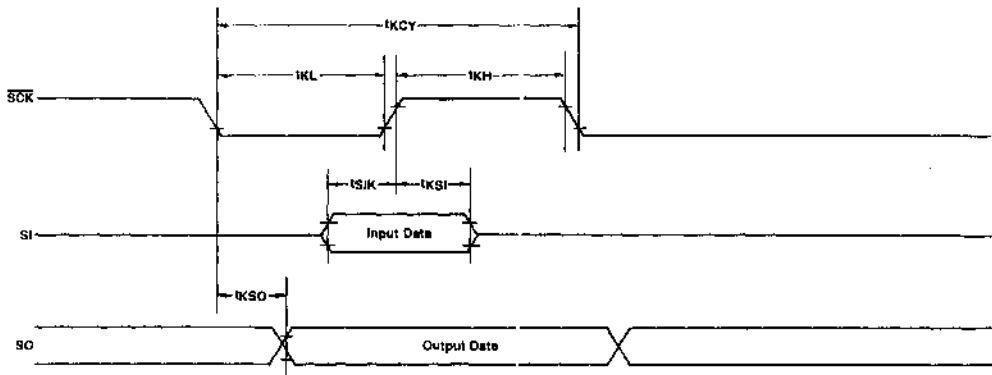 tKCY
tKL
tKH
SCK
tSIK
tKSI
SI
Input Data
tKSO
SO
Output Data